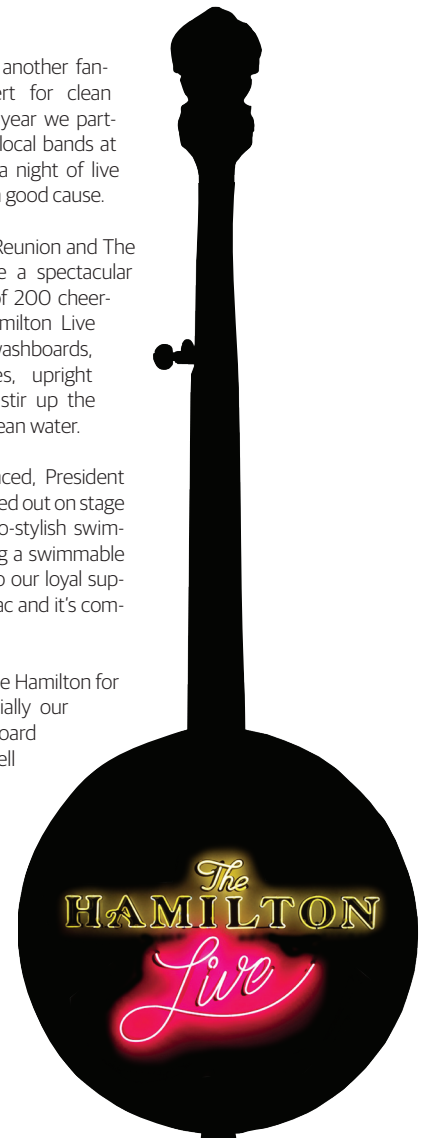 another fan-
ert for clean
year we part-
local bands at
a night of live
good cause.
Reunion and The
e a spectacular
of 200 cheer-
milton Live
washboards,
es, upright
stir up the
ean water.
ced, President
ed out on stage
o-stylish swim-
g a swimmable
o our loyal sup-
ac and it's com-
e Hamilton for
ially our
oard
ell
The
HAMILTON
Live